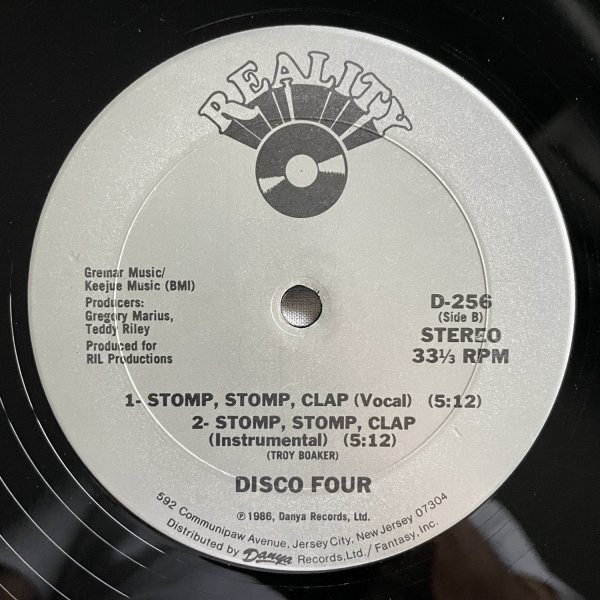 REALITY
Greinar Music/
Keejue Music (BMI)
Producers:
Gregory Marius,
Teddy Riley
Produced for
RIL Productions
D-256
(Side B)
STEREO
33⅓ RPM
1- STOMP, STOMP, CLAP (Vocal) (5:12)
2- STOMP, STOMP, CLAP
(Instrumental) (5:12)
(TROY BOAKER)
DISCO FOUR
℗ 1986, Danya Records, Ltd.
592 Communipaw Avenue, Jersey City, New Jersey 07304
Distributed by Danya Records, Ltd. / Fantasy, Inc.